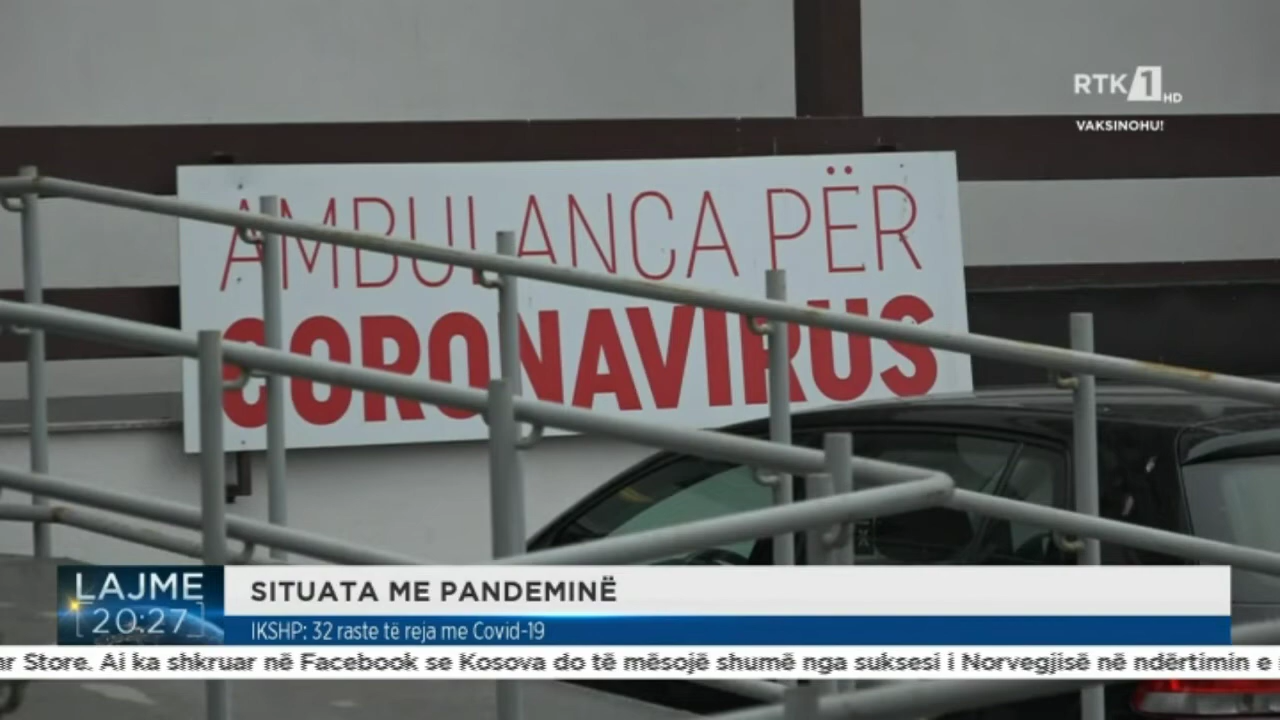 RTK 1 HD
VAKSINOHU!
AMBULANCA PËR
CORONAVIRUS
LAJME
20:27
SITUATA ME PANDEMINË
IKSHP: 32 raste të reja me Covid-19
Store. Ai ka shkruar në Facebook se Kosova do të mësojë shumë nga suksesi i Norvegjisë në ndërtimin e